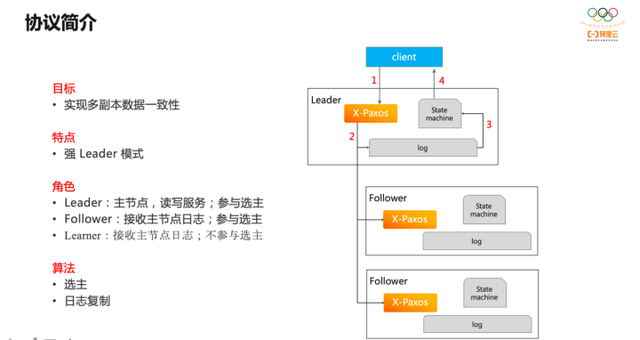 协议简介
阿里云
目标
• 实现多副本数据一致性
特点
• 强 Leader 模式
角色
• Leader：主节点，读写服务；参与选主
• Follower：接收主节点日志；参与选主
• Learner：接收主节点日志；不参与选主
算法
• 选主
• 日志复制
client
1
4
Leader
X-Paxos
State
machine
2
3
log
Follower
X-Paxos
State
machine
log
Follower
X-Paxos
State
machine
log